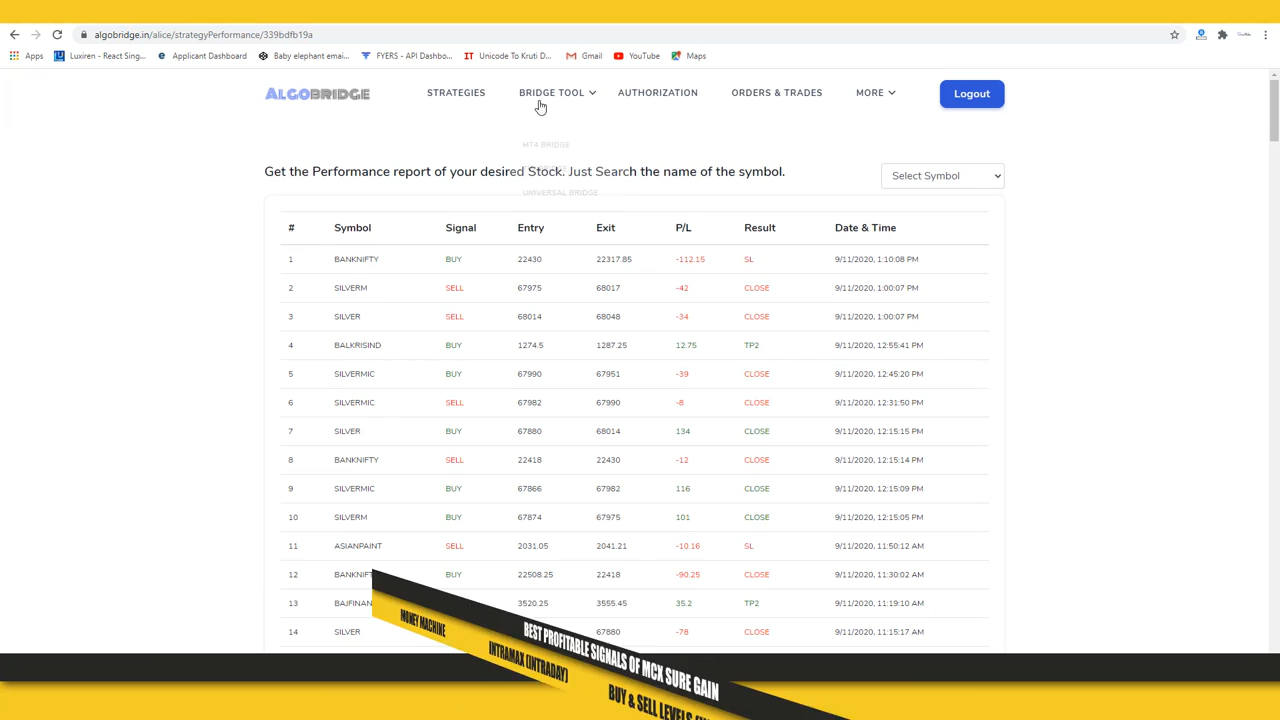 algobridge.in/alice/strategyPerformance/339bdfb19a
Apps Luxiren - React Sing... Applicant Dashboard Baby elephant emai... FYERS - API Dashbo... Unicode To Kruti D... Gmail YouTube Maps
ALGOBRIDGE STRATEGIES BRIDGE TOOL AUTHORIZATION ORDERS & TRADES MORE Logout
MT4 BRIDGE
Get the Performance report of your desired Stock. Just Search the name of the symbol. Select Symbol
UNIVERSAL BRIDGE
# Symbol Signal Entry Exit P/L Result Date & Time
1 BANKNIFTY BUY 22430 22317.85 -112.15 SL 9/11/2020, 1:10:08 PM
2 SILVERM SELL 67975 68017 -42 CLOSE 9/11/2020, 1:00:07 PM
3 SILVER SELL 68014 68048 -34 CLOSE 9/11/2020, 1:00:07 PM
4 BALKRISIND BUY 1274.5 1287.25 12.75 TP2 9/11/2020, 12:55:41 PM
5 SILVERMIC BUY 67990 67951 -39 CLOSE 9/11/2020, 12:45:20 PM
6 SILVERMIC SELL 67982 67990 -8 CLOSE 9/11/2020, 12:31:50 PM
7 SILVER BUY 67880 68014 134 CLOSE 9/11/2020, 12:15:15 PM
8 BANKNIFTY SELL 22418 22430 -12 CLOSE 9/11/2020, 12:15:14 PM
9 SILVERMIC BUY 67866 67982 116 CLOSE 9/11/2020, 12:15:09 PM
10 SILVERM BUY 67874 67975 101 CLOSE 9/11/2020, 12:15:05 PM
11 ASIANPAINT SELL 2031.05 2041.21 -10.16 SL 9/11/2020, 11:50:12 AM
12 BANKNIFT BUY 22508.25 22418 -90.25 CLOSE 9/11/2020, 11:30:02 AM
13 BAJFINAN 3520.25 3555.45 35.2 TP2 9/11/2020, 11:19:10 AM
14 SILVER 67880 -78 CLOSE 9/11/2020, 11:15:17 AM
BEST PROFITABLE SIGNALS OF MCX SURE GAIN
MONEY MACHINE
INTRAMAX (INTRADAY)
BUY & SELL LEVELS